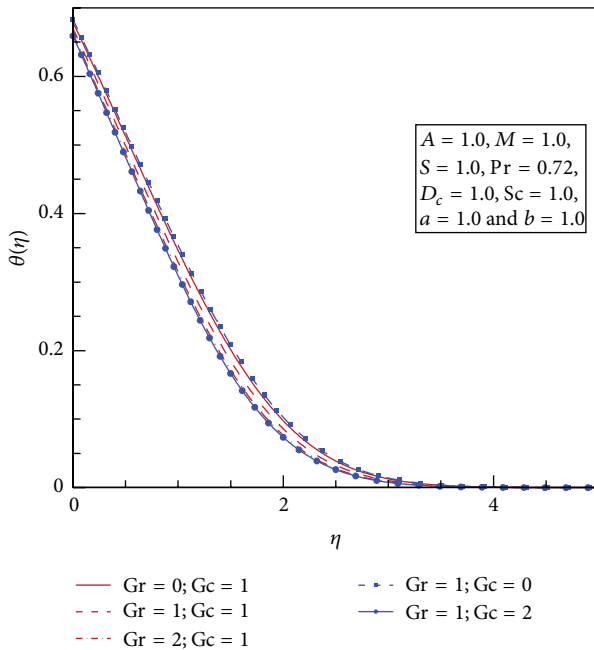 0.6
0.4
0.2
0
θ(η)
A = 1.0, M = 1.0,
S = 1.0, Pr = 0.72,
D_c = 1.0, Sc = 1.0,
a = 1.0 and b = 1.0
0 2 4
η
Gr = 0; Gc = 1
Gr = 1; Gc = 1
Gr = 2; Gc = 1
Gr = 1; Gc = 0
Gr = 1; Gc = 2